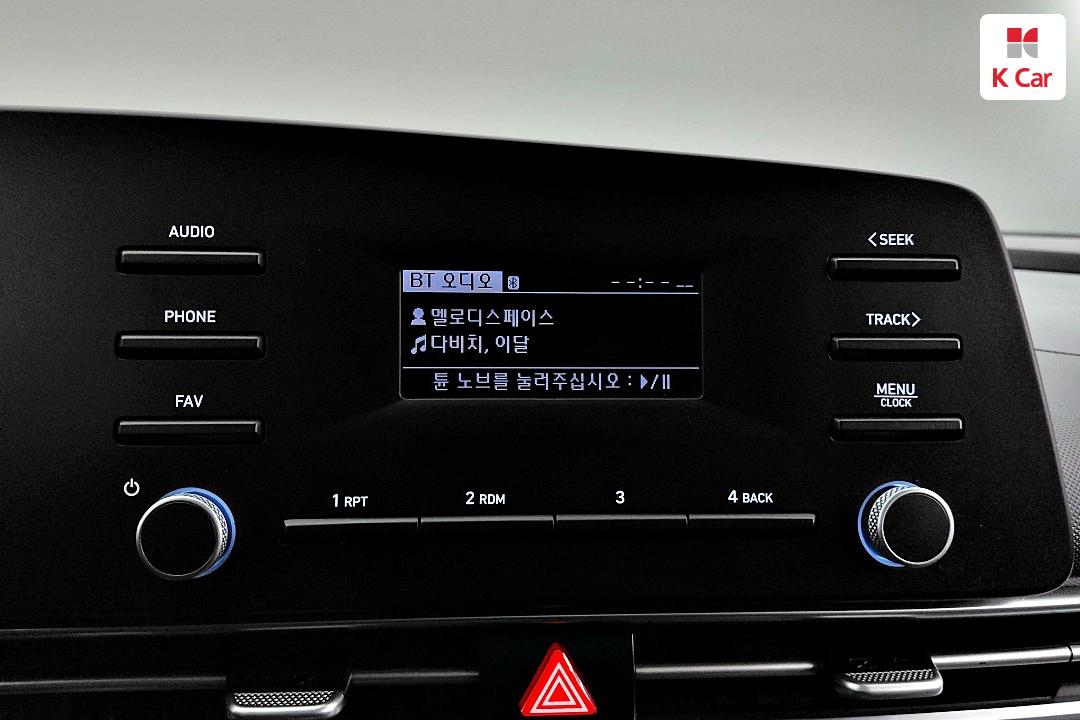 K Car
AUDIO
PHONE
FAV
BT 오디오
--:-- __
멜로디스페이스
다비치, 이달
튠 노브를 눌러주십시오 : ▶/II
<SEEK
TRACK>
MENU
CLOCK
1 RPT
2 RDM
3
4 BACK